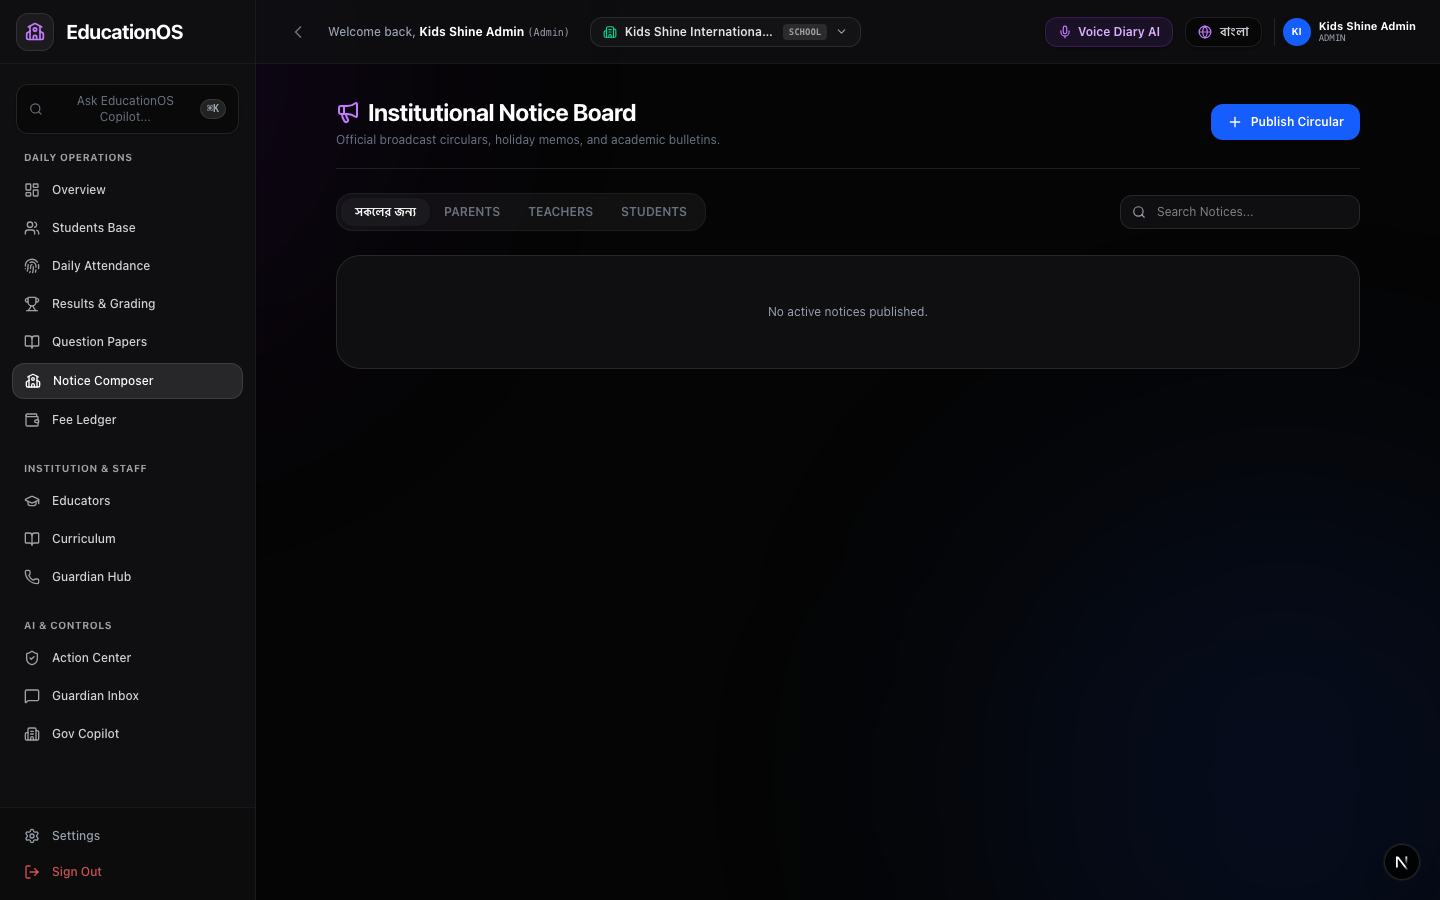 EducationOS
Welcome back, Kids Shine Admin (Admin)
Kids Shine Internationa...
SCHOOL
Voice Diary AI
বাংলা
KI
Kids Shine Admin
ADMIN
Ask EducationOS
Copilot...
⌘K
DAILY OPERATIONS
Overview
Students Base
Daily Attendance
Results & Grading
Question Papers
Notice Composer
Fee Ledger
INSTITUTION & STAFF
Educators
Curriculum
Guardian Hub
AI & CONTROLS
Action Center
Guardian Inbox
Gov Copilot
Settings
Sign Out
Institutional Notice Board
Official broadcast circulars, holiday memos, and academic bulletins.
Publish Circular
সকলের জন্য
PARENTS
TEACHERS
STUDENTS
Search Notices...
No active notices published.
N